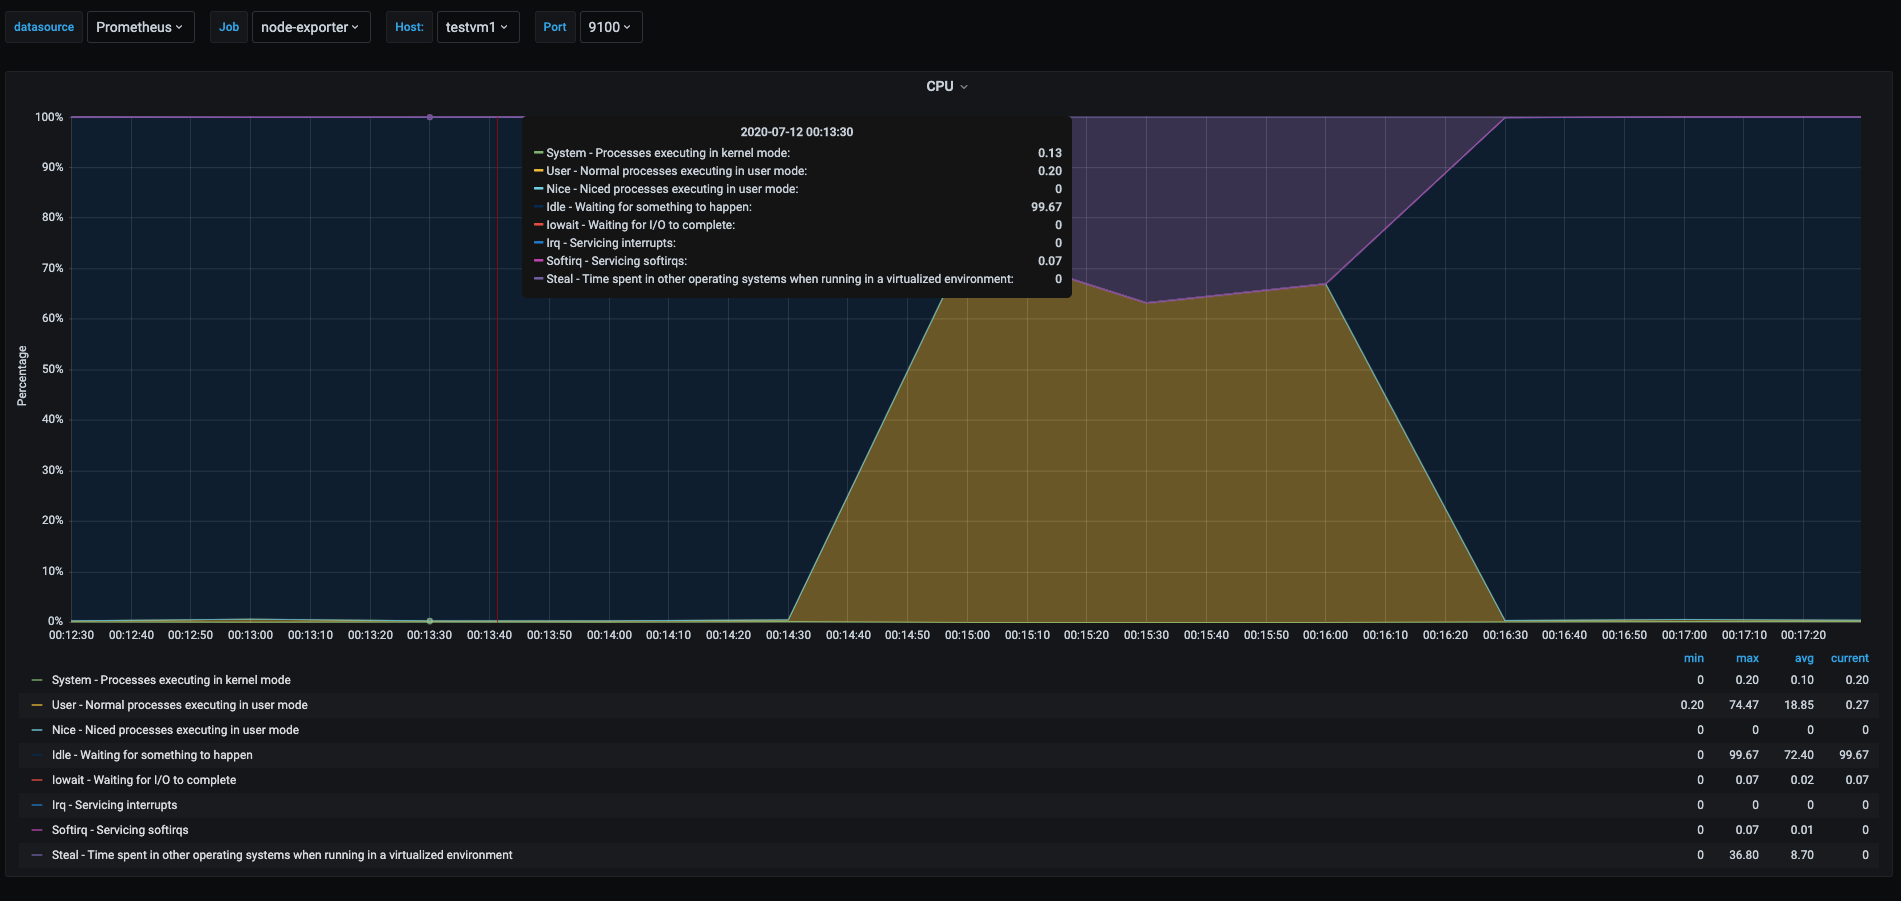 datasource Prometheus Job node-exporter Host: testvm1 Port 9100
CPU
2020-07-12 00:13:30
System - Processes executing in kernel mode: 0.13
User - Normal processes executing in user mode: 0.20
Nice - Niced processes executing in user mode: 0
Idle - Waiting for something to happen: 99.67
Iowait - Waiting for I/O to complete: 0
Irq - Servicing interrupts: 0
Softirq - Servicing softirqs: 0.07
Steal - Time spent in other operating systems when running in a virtualized environment: 0
100%
90%
80%
70%
60%
50%
40%
30%
20%
10%
0%
Percentage
00:12:30 00:12:40 00:12:50 00:13:00 00:13:10 00:13:20 00:13:30 00:13:40 00:13:50 00:14:00 00:14:10 00:14:20 00:14:30 00:14:40 00:14:50 00:15:00 00:15:10 00:15:20 00:15:30 00:15:40 00:15:50 00:16:00 00:16:10 00:16:20 00:16:30 00:16:40 00:16:50 00:17:00 00:17:10 00:17:20
min max avg current
System - Processes executing in kernel mode 0 0.20 0.10 0.20
User - Normal processes executing in user mode 0.20 74.47 18.85 0.27
Nice - Niced processes executing in user mode 0 0 0 0
Idle - Waiting for something to happen 0 99.67 72.40 99.67
Iowait - Waiting for I/O to complete 0 0.07 0.02 0.07
Irq - Servicing interrupts 0 0 0 0
Softirq - Servicing softirqs 0 0.07 0.01 0
Steal - Time spent in other operating systems when running in a virtualized environment 0 36.80 8.70 0